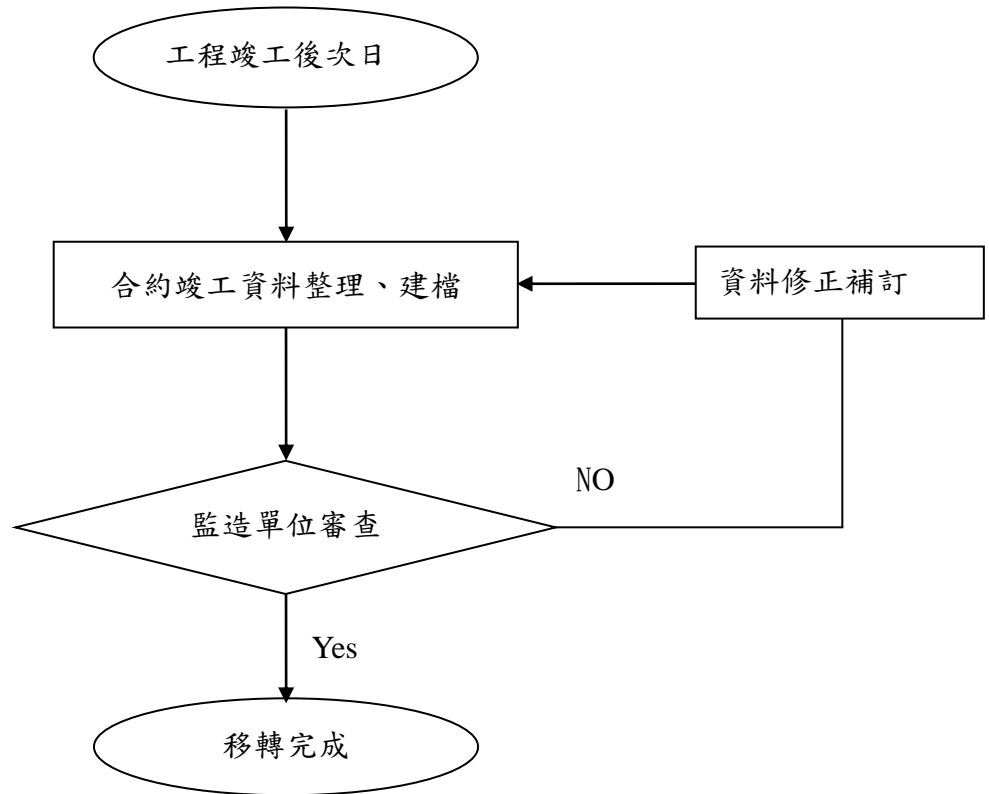 工程竣工後次日
合約竣工資料整理、建檔
資料修正補訂
NO
監造單位審查
Yes
移轉完成